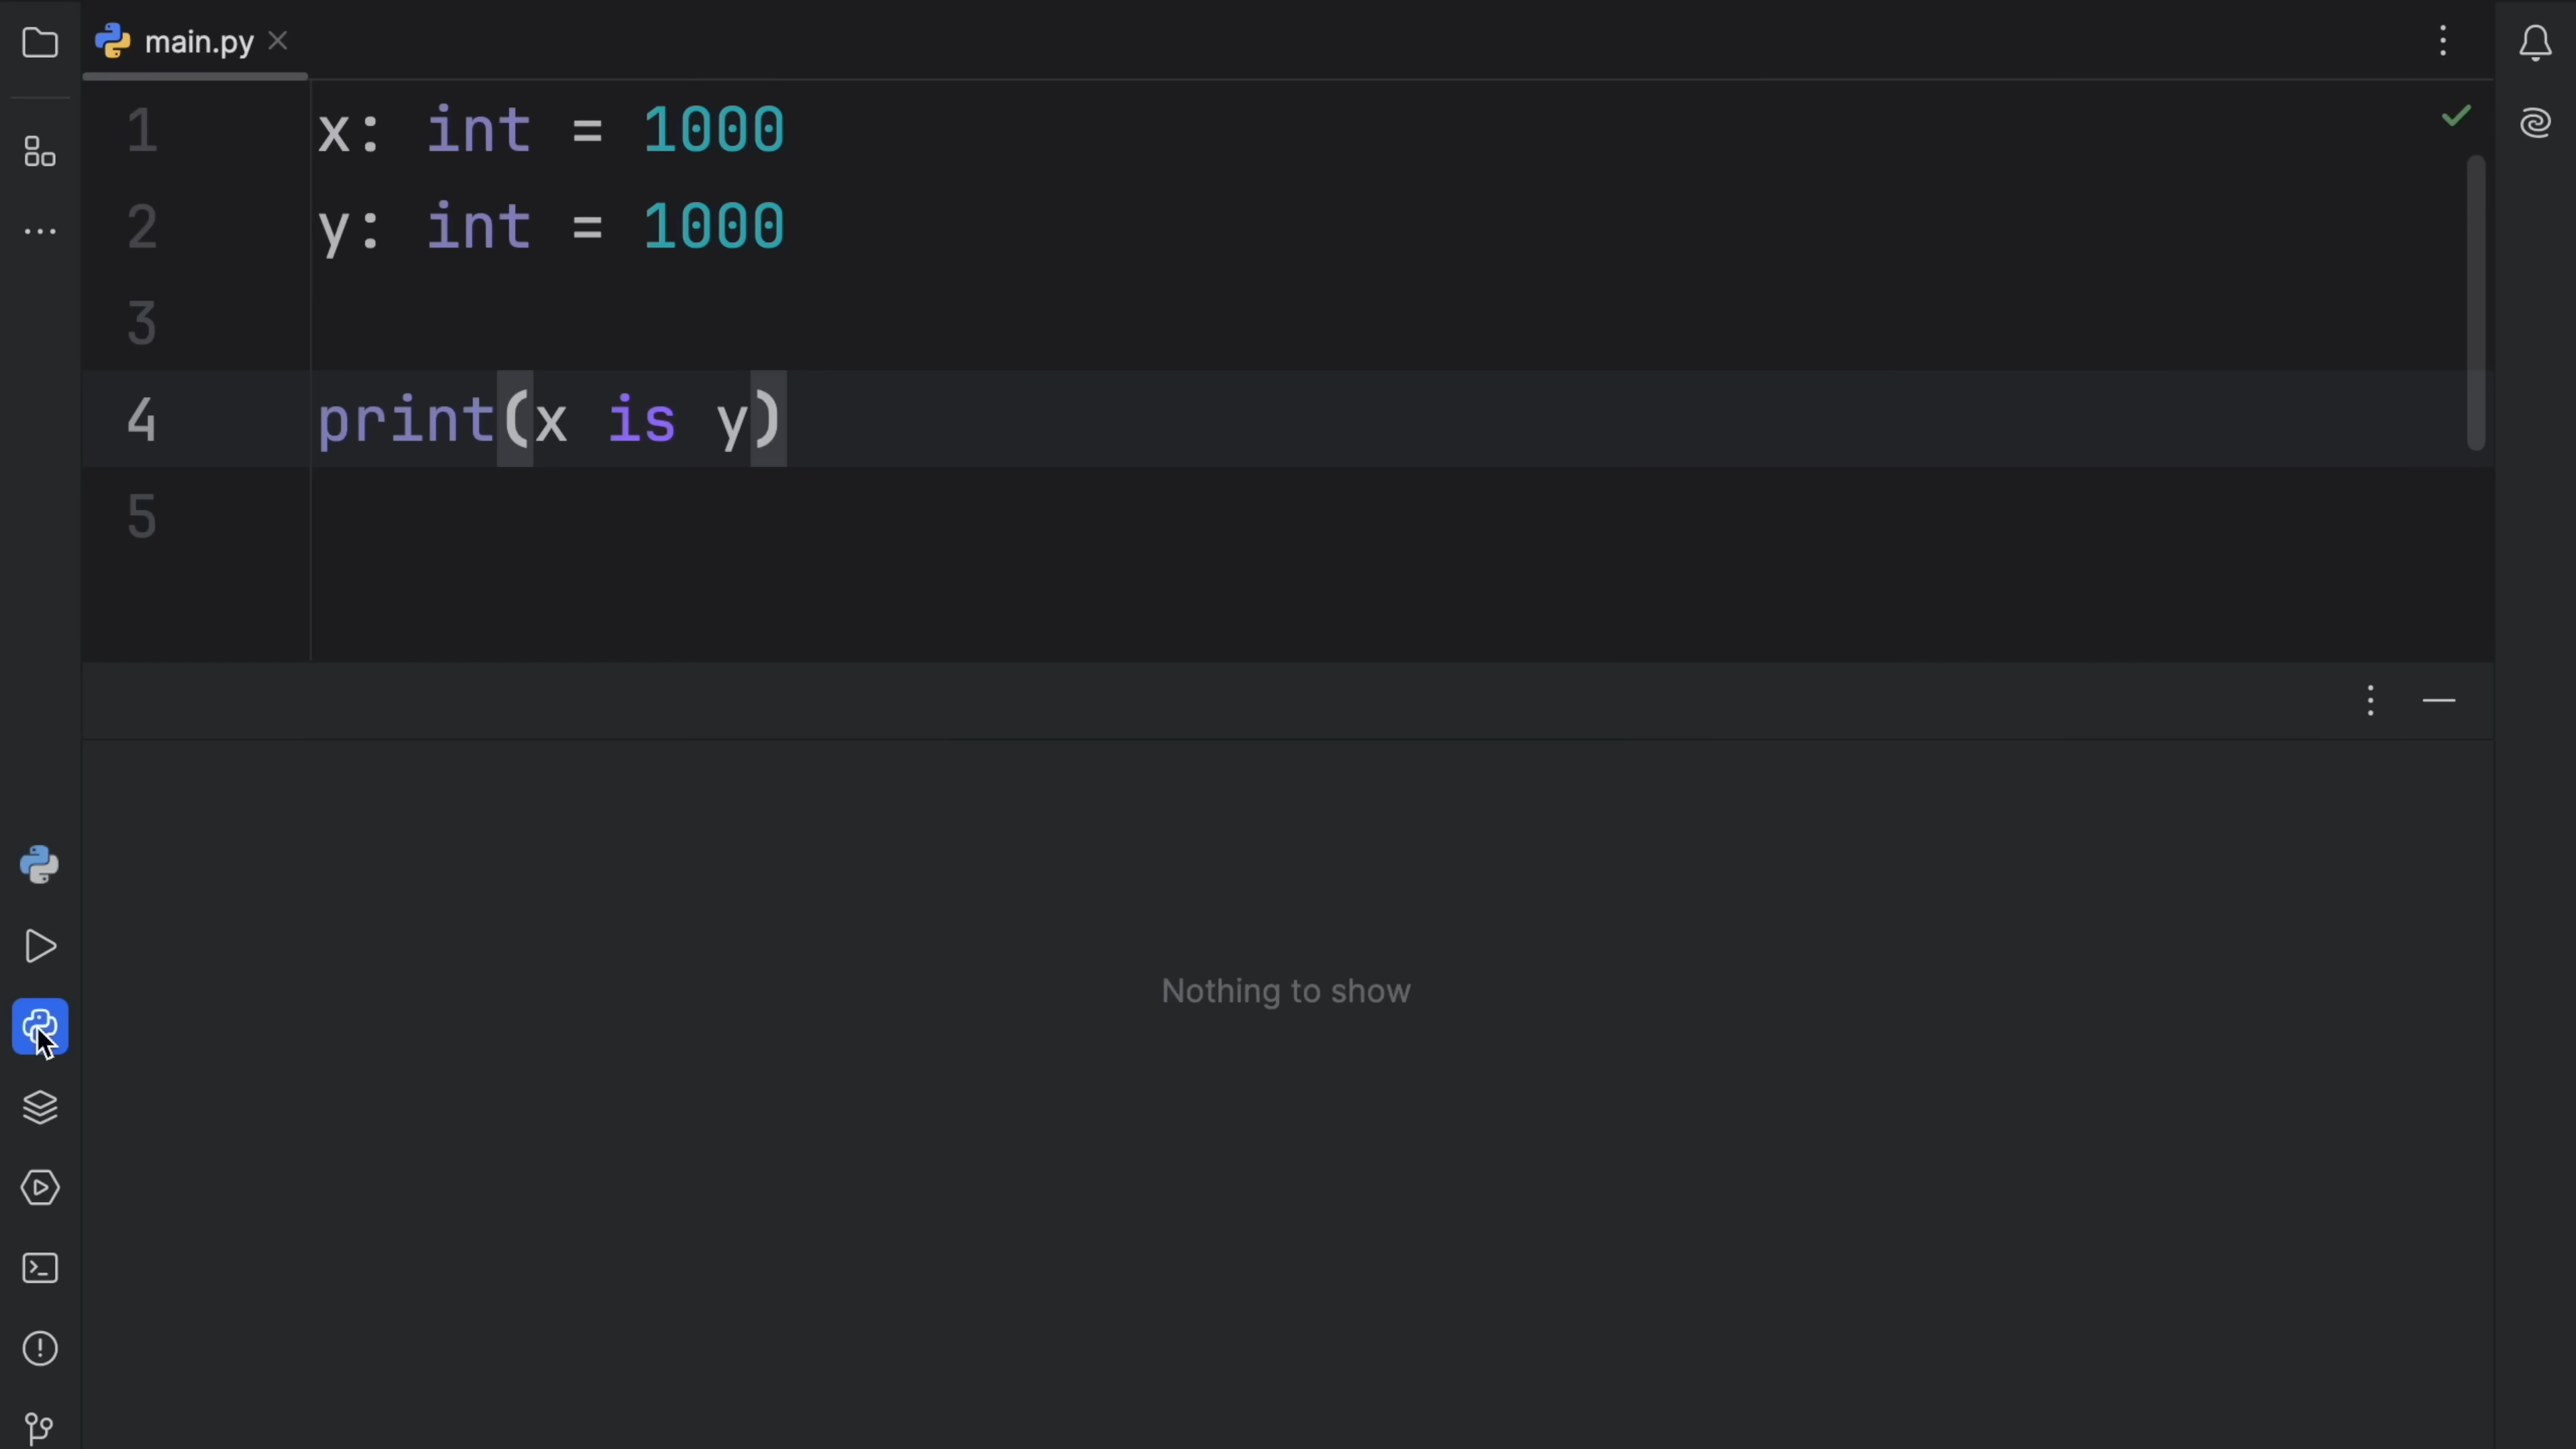 main.py
1 x: int = 1000
2 y: int = 1000
3
4 print(x is y)
5
Nothing to show